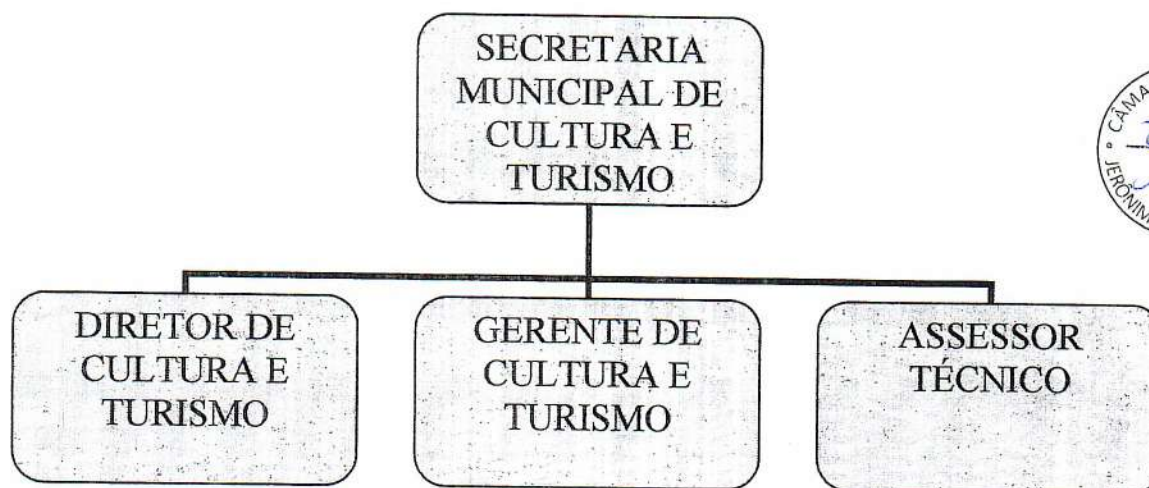 SECRETARIA
MUNICIPAL DE
CULTURA E
TURISMO
DIRETOR DE
CULTURA E
TURISMO
GERENTE DE
CULTURA E
TURISMO
ASSESSOR
TÉCNICO